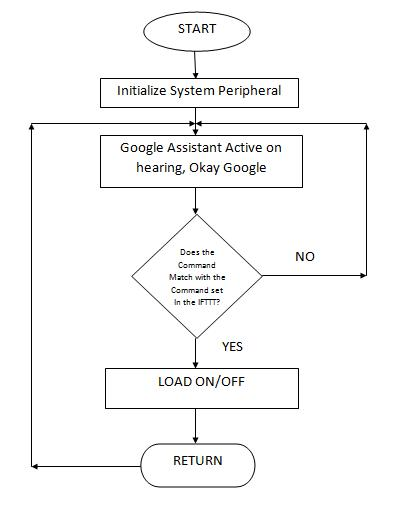 START
Initialize System Peripheral
Google Assistant Active on
hearing, Okay Google
Does the
Command
Match with the
Command set
In the IFTTT?
NO
YES
LOAD ON/OFF
RETURN